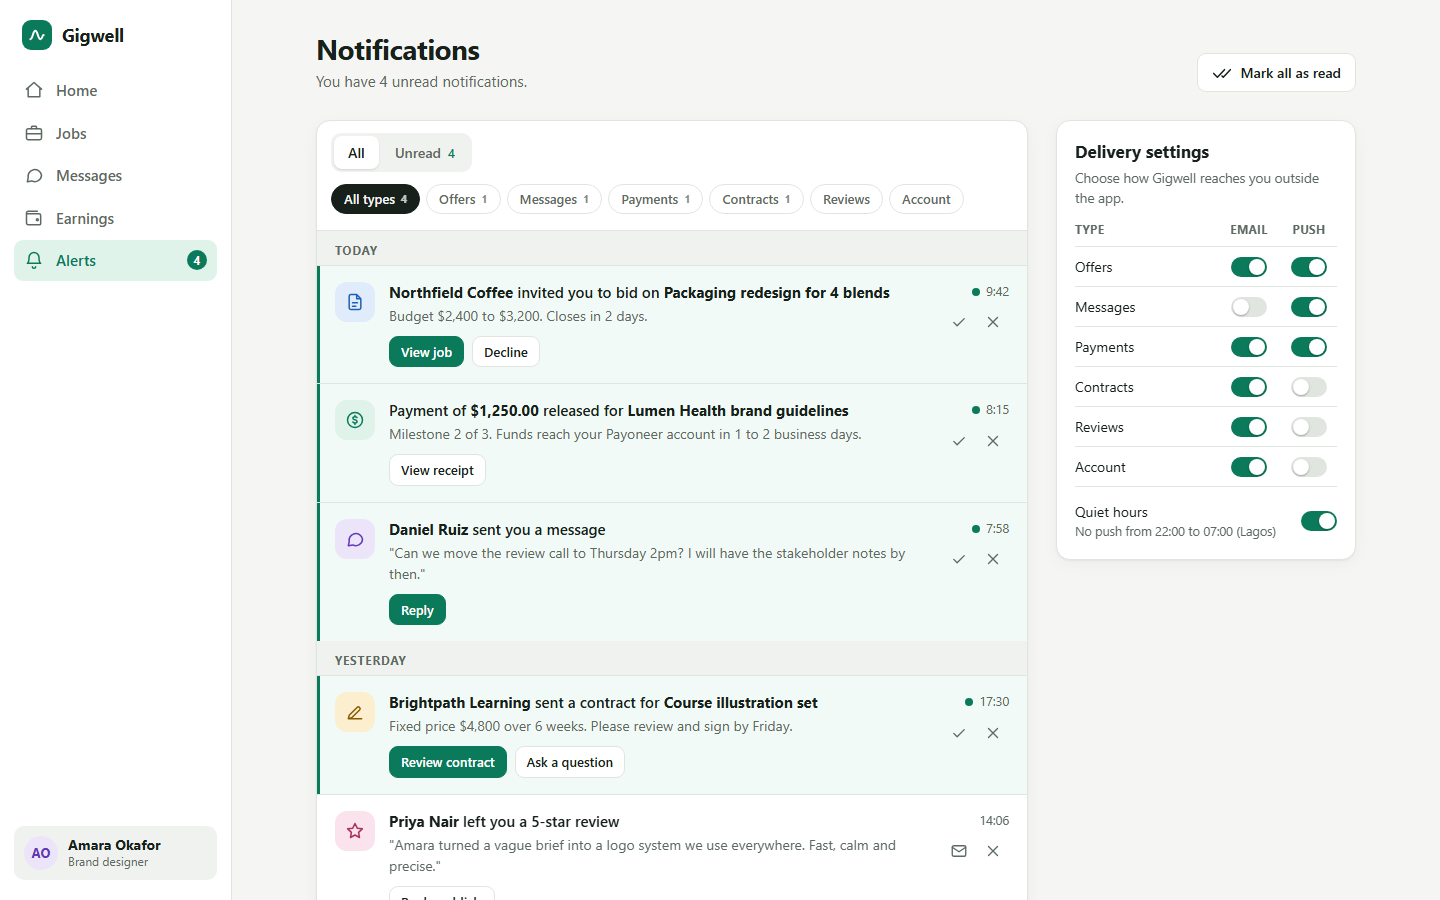 Gigwell
Home
Jobs
Messages
Earnings
Alerts 4
AO
Amara Okafor
Brand designer
Notifications
You have 4 unread notifications.
Mark all as read
All
Unread 4
All types 4
Offers 1
Messages 1
Payments 1
Contracts 1
Reviews
Account
TODAY
Northfield Coffee invited you to bid on Packaging redesign for 4 blends
9:42
Budget $2,400 to $3,200. Closes in 2 days.
View job
Decline
Payment of $1,250.00 released for Lumen Health brand guidelines
8:15
Milestone 2 of 3. Funds reach your Payoneer account in 1 to 2 business days.
View receipt
Daniel Ruiz sent you a message
7:58
"Can we move the review call to Thursday 2pm? I will have the stakeholder notes by
then."
Reply
YESTERDAY
Brightpath Learning sent a contract for Course illustration set
17:30
Fixed price $4,800 over 6 weeks. Please review and sign by Friday.
Review contract
Ask a question
Priya Nair left you a 5-star review
14:06
"Amara turned a vague brief into a logo system we use everywhere. Fast, calm and
precise."
Delivery settings
Choose how Gigwell reaches you outside
the app.
TYPE EMAIL PUSH
Offers
Messages
Payments
Contracts
Reviews
Account
Quiet hours
No push from 22:00 to 07:00 (Lagos)